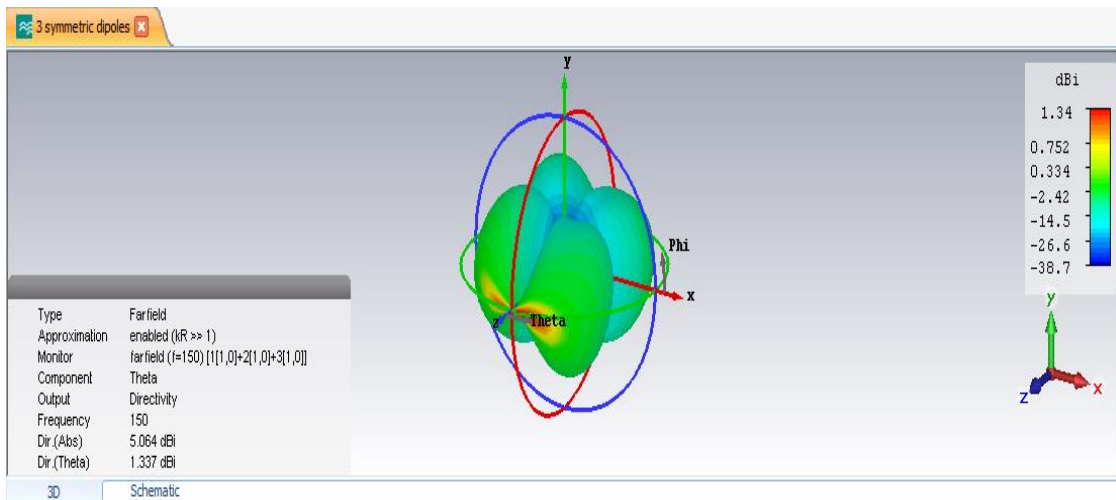 3 symmetric dipoles
y
Phi
x
z
Theta
dBi
1.34
0.752
0.334
-2.42
-14.5
-26.6
-38.7
y
z
x
Type Farfield
Approximation enabled (kR >> 1)
Monitor farfield (f=150) [1[1,0]+2[1,0]+3[1,0]]
Component Theta
Output Directivity
Frequency 150
Dir.(Abs) 5.064 dBi
Dir.(Theta) 1.337 dBi
3D Schematic